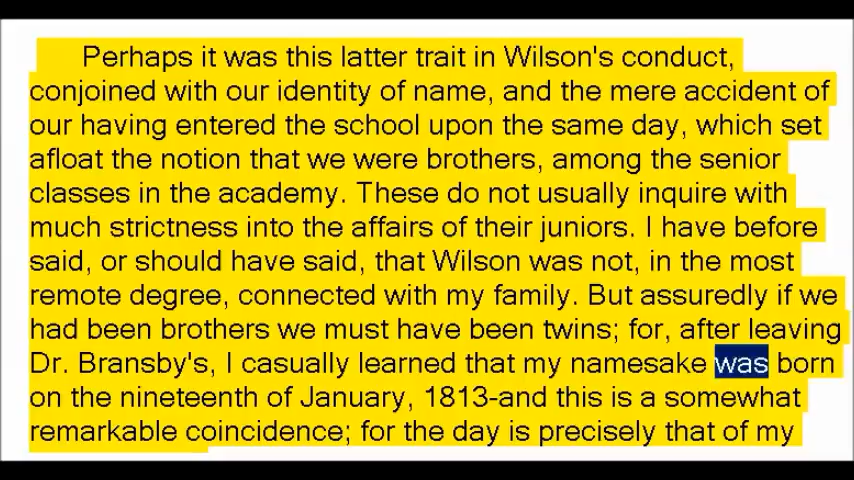 Perhaps it was this latter trait in Wilson's conduct,
conjoined with our identity of name, and the mere accident of
our having entered the school upon the same day, which set
afloat the notion that we were brothers, among the senior
classes in the academy. These do not usually inquire with
much strictness into the affairs of their juniors. I have before
said, or should have said, that Wilson was not, in the most
remote degree, connected with my family. But assuredly if we
had been brothers we must have been twins; for, after leaving
Dr. Bransby's, I casually learned that my namesake was born
on the nineteenth of January, 1813-and this is a somewhat
remarkable coincidence; for the day is precisely that of my